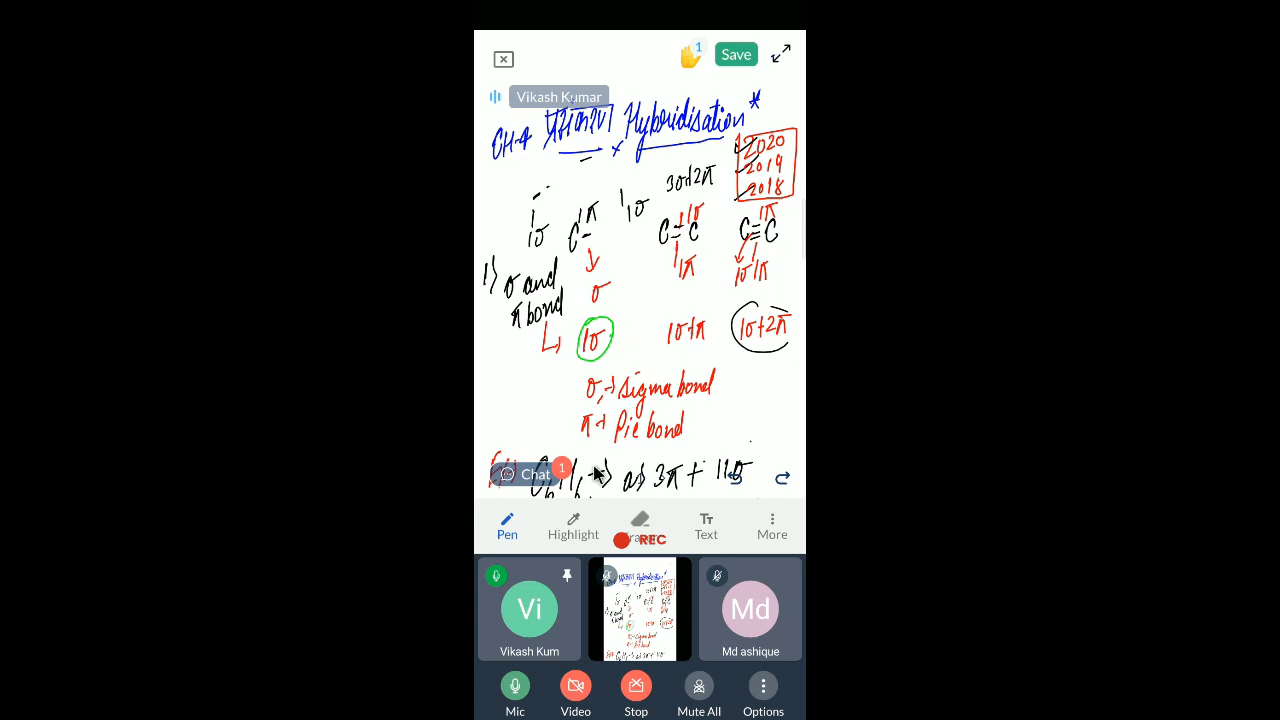 1
Save
Vikash Kumar
CH-4 Hybridisation *
2020
2019
2018
3σ+2π
1σ C- 1π 1σ C=C 1σ C≡C 1π
1π 1σ 1π
1) σ and
π bond
σ
1σ 1σ+1π 1σ+2π
σ → sigma bond
π → Pie bond
Chat 1 a) 3π + 11σ
Pen Highlight Text More
REC
Vi Md
Vikash Kum Md ashique
Mic Video Stop Mute All Options